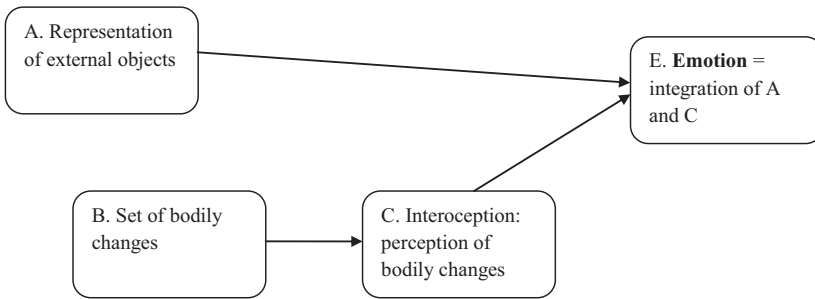 A. Representation
of external objects
E. Emotion =
integration of A
and C
B. Set of bodily
changes
C. Interoception:
perception of
bodily changes